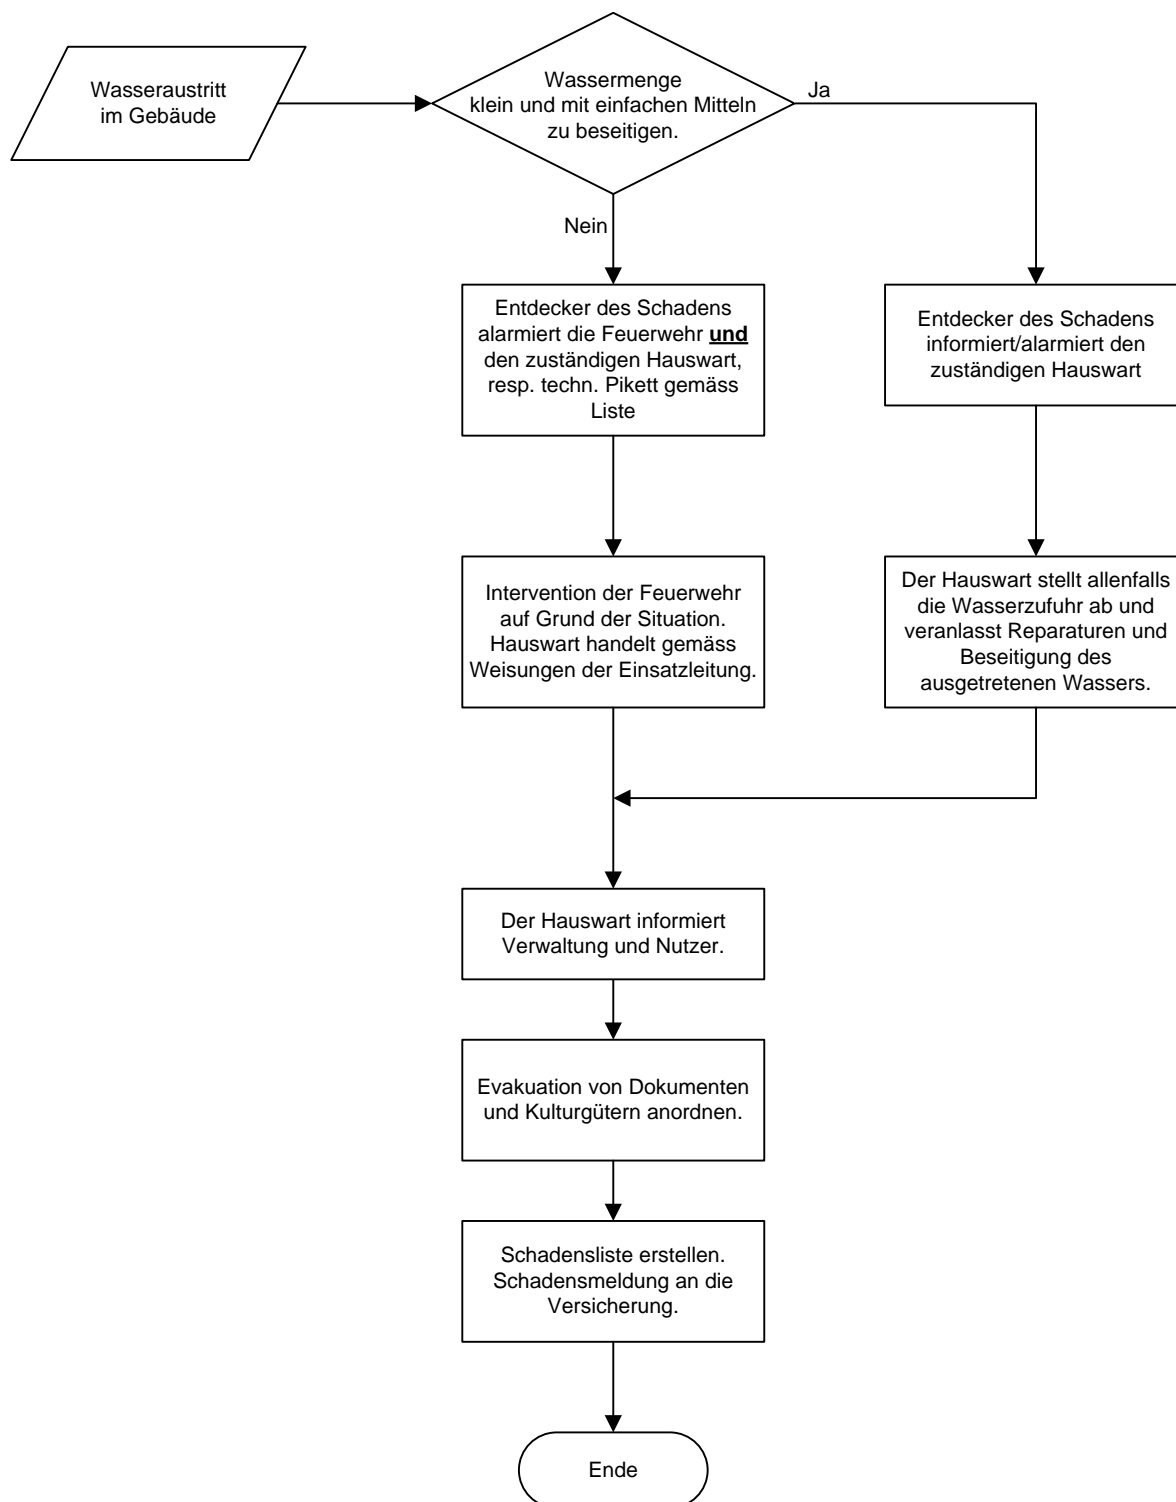 Wasseraustritt
im Gebäude
Wassermenge
klein und mit einfachen Mitteln
zu beseitigen.
Ja
Nein
Entdecker des Schadens
alarmiert die Feuerwehr und
den zuständigen Hauswart,
resp. techn. Pikett gemäss
Liste
Entdecker des Schadens
informiert/alarmiert den
zuständigen Hauswart
Intervention der Feuerwehr
auf Grund der Situation.
Hauswart handelt gemäss
Weisungen der Einsatzleitung.
Der Hauswart stellt allenfalls
die Wasserzufuhr ab und
veranlasst Reparaturen und
Beseitigung des
ausgetretenen Wassers.
Der Hauswart informiert
Verwaltung und Nutzer.
Evakuation von Dokumenten
und Kulturgütern anordnen.
Schadensliste erstellen.
Schadensmeldung an die
Versicherung.
Ende